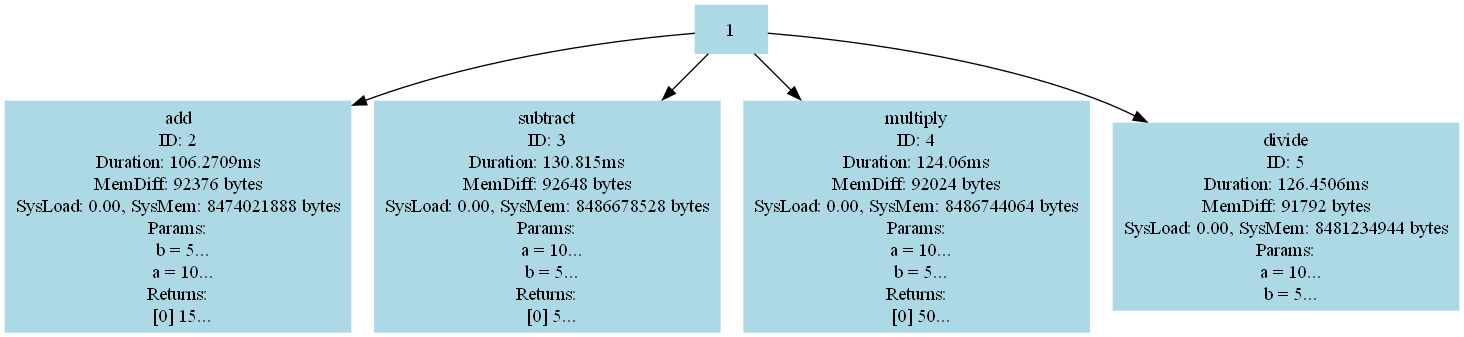 1
add
ID: 2
Duration: 106.2709ms
MemDiff: 92376 bytes
SysLoad: 0.00, SysMem: 8474021888 bytes
Params:
b = 5...
a = 10...
Returns:
[0] 15...
subtract
ID: 3
Duration: 130.815ms
MemDiff: 92648 bytes
SysLoad: 0.00, SysMem: 8486678528 bytes
Params:
a = 10...
b = 5...
Returns:
[0] 5...
multiply
ID: 4
Duration: 124.06ms
MemDiff: 92024 bytes
SysLoad: 0.00, SysMem: 8486744064 bytes
Params:
a = 10...
b = 5...
Returns:
[0] 50...
divide
ID: 5
Duration: 126.4506ms
MemDiff: 91792 bytes
SysLoad: 0.00, SysMem: 8481234944 bytes
Params:
a = 10...
b = 5...